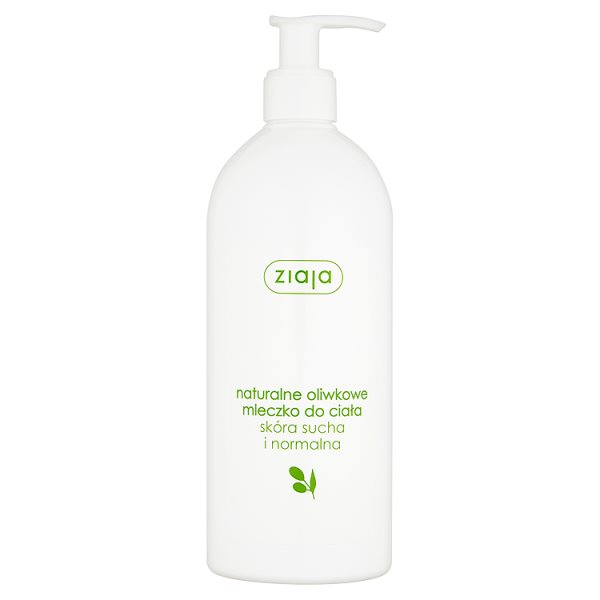 ziaja
naturalne oliwkowe
mleczko do ciała
skóra sucha
i normalna